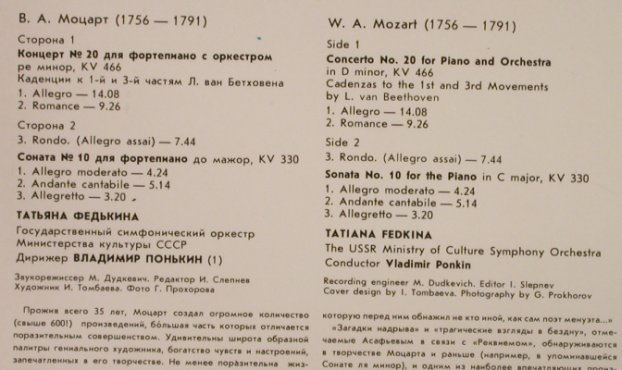 В. А. Моцарт (1756 — 1791)
Сторона 1
Концерт № 20 для фортепиано с оркестром
ре минор, KV 466
Каденции к 1-й и 3-й частям Л. ван Бетховена
1. Allegro — 14.08
2. Romance — 9.26
Сторона 2
3. Rondo. (Allegro assai) — 7.44
Соната № 10 для фортепиано до мажор, KV 330
1. Allegro moderato — 4.24
2. Andante cantabile — 5.14
3. Allegretto — 3.20
ТАТЬЯНА ФЕДЬКИНА
Государственный симфонический оркестр
Министерства культуры СССР
Дирижер ВЛАДИМИР ПОНЬКИН (1)
Звукорежиссер М. Дудкевич. Редактор И. Слепнев
Художник И. Томбаева. Фото Г. Прохорова
Прожив всего 35 лет, Моцарт создал огромное количество
(свыше 600!) произведений, бо́льшая часть которых отличается
поразительным совершенством. Удивительны широта образной
палитры гениального художника, богатство чувств и настроений,
запечатленных в его творчестве. Не менее поразительна жиз-
W. A. Mozart (1756 — 1791)
Side 1
Concerto No. 20 for Piano and Orchestra
in D minor, KV 466
Cadenzas to the 1st and 3rd Movements
by L. van Beethoven
1. Allegro — 14.08
2. Romance — 9.26
Side 2
3. Rondo. (Allegro assai) — 7.44
Sonata No. 10 for the Piano in C major, KV 330
1. Allegro moderato — 4.24
2. Andante cantabile — 5.14
3. Allegretto — 3.20
TATIANA FEDKINA
The USSR Ministry of Culture Symphony Orchestra
Conductor Vladimir Ponkin
Recording engineer M. Dudkevich. Editor I. Slepnev
Cover design by I. Tombaeva. Photography by G. Prokhorov
которую перед ним обнажил не кто иной, как сам поэт менуэта...»
«Загадки надрыва» и «трагические взгляды в бездну», отме-
чаемые Асафьевым в связи с «Реквиемом», обнаруживаются
в творчестве Моцарта и раньше (например, в упоминавшейся
Сонате ля минор), и одним из наиболее впечатляющих произ-